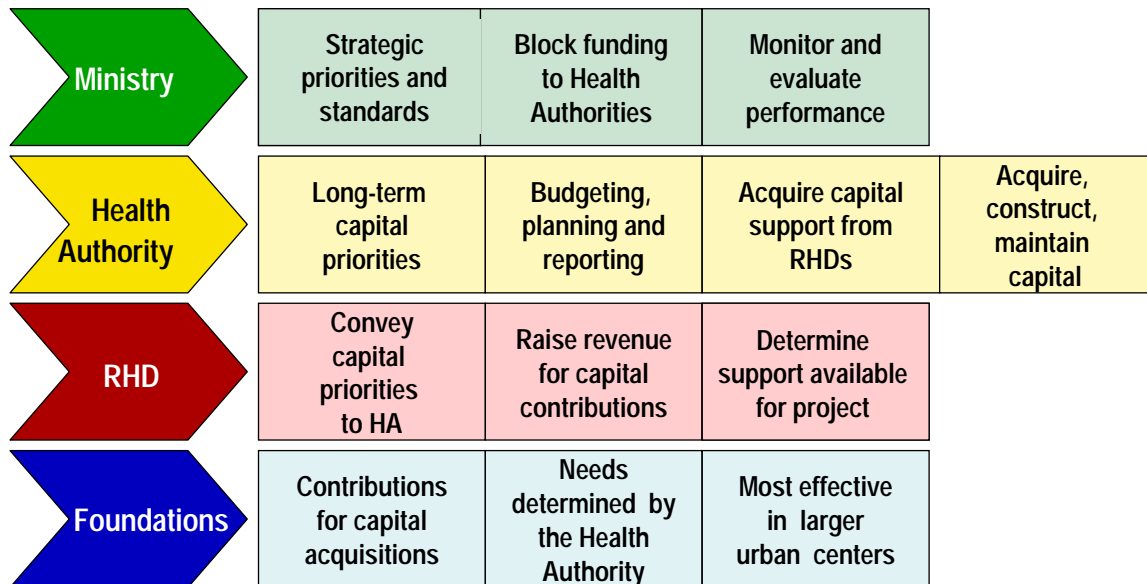 Ministry
Strategic
priorities and
standards
Block funding
to Health
Authorities
Monitor and
evaluate
performance
Health
Authority
Long-term
capital
priorities
Budgeting,
planning and
reporting
Acquire capital
support from
RHDs
Acquire,
construct,
maintain
capital
RHD
Convey
capital
priorities
to HA
Raise revenue
for capital
contributions
Determine
support available
for project
Foundations
Contributions
for capital
acquisitions
Needs
determined by
the Health
Authority
Most effective
in larger
urban centers